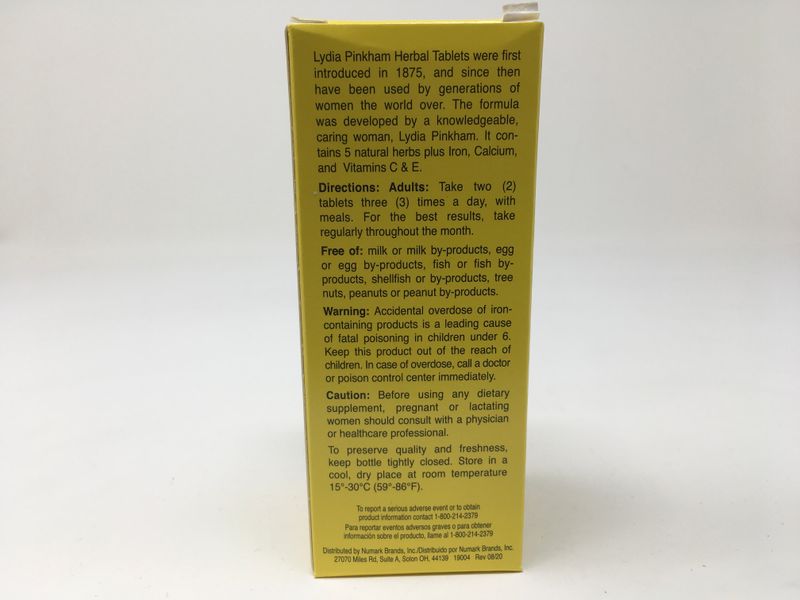 Lydia Pinkham Herbal Tablets were first
introduced in 1875, and since then
have been used by generations of
women the world over. The formula
was developed by a knowledgeable,
caring woman, Lydia Pinkham. It con-
tains 5 natural herbs plus Iron, Calcium,
and Vitamins C & E.
Directions: Adults: Take two (2)
tablets three (3) times a day, with
meals. For the best results, take
regularly throughout the month.
Free of: milk or milk by-products, egg
or egg by-products, fish or fish by-
products, shellfish or by-products, tree
nuts, peanuts or peanut by-products.
Warning: Accidental overdose of iron-
containing products is a leading cause
of fatal poisoning in children under 6.
Keep this product out of the reach of
children. In case of overdose, call a doctor
or poison control center immediately.
Caution: Before using any dietary
supplement, pregnant or lactating
women should consult with a physician
or healthcare professional.
To preserve quality and freshness,
keep bottle tightly closed. Store in a
cool, dry place at room temperature
15°-30°C (59°-86°F).
To report a serious adverse event or to obtain
product information contact 1-800-214-2379
Para reportar eventos adversos graves o para obtener
información sobre el producto, llame al 1-800-214-2379
Distributed by Numark Brands, Inc./Distribuido por Numark Brands, Inc.
27070 Miles Rd, Suite A, Solon OH, 44139 19004 Rev 08/20